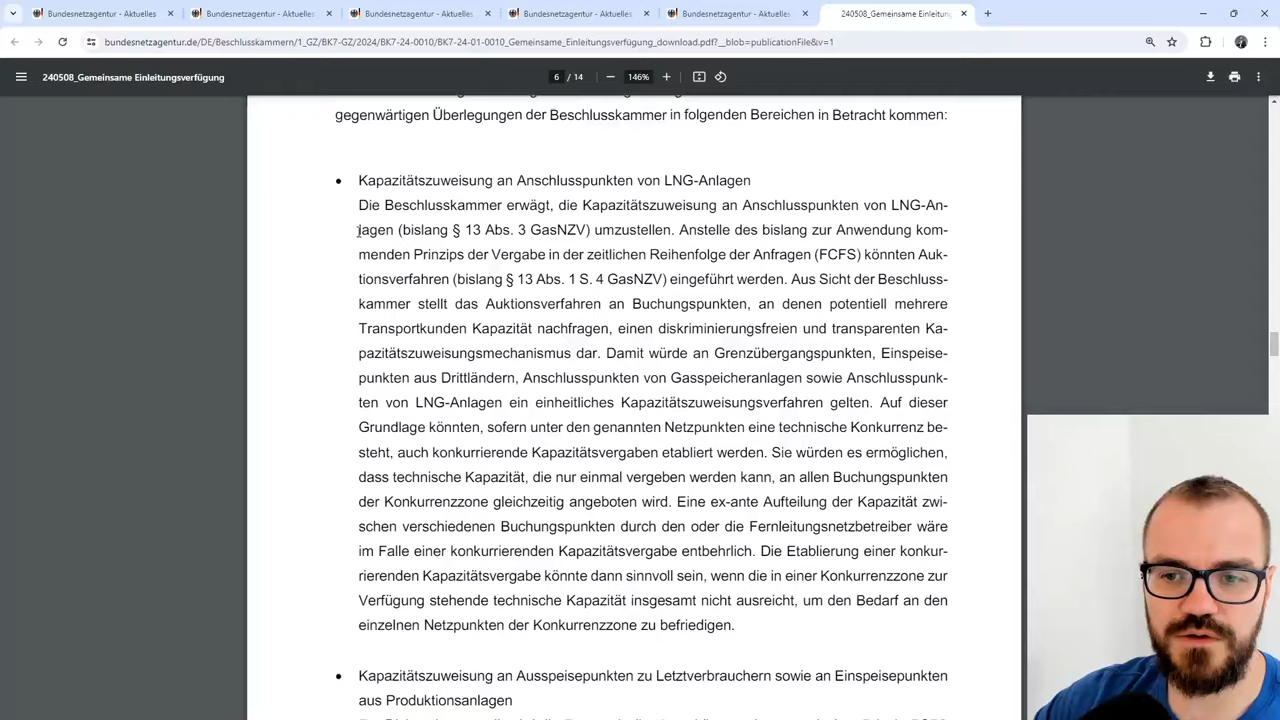 Bundesnetzagentur - Aktuelles
Bundesnetzagentur - Aktuelles
Bundesnetzagentur - Aktuelles
Bundesnetzagentur - Aktuelles
Bundesnetzagentur - Aktuelles
240508_Gemeinsame Einleitung
bundesnetzagentur.de/DE/Beschlusskammern/1_GZ/BK7-GZ/2024/BK7-24-0010/BK7-24-01-0010_Gemeinsame_Einleitungsverfügung_download.pdf?__blob=publicationFile&v=1
240508_Gemeinsame Einleitungsverfügung
6 / 14
146%
gegenwärtigen Überlegungen der Beschlusskammer in folgenden Bereichen in Betracht kommen:
• Kapazitätszuweisung an Anschlusspunkten von LNG-Anlagen
Die Beschlusskammer erwägt, die Kapazitätszuweisung an Anschlusspunkten von LNG-An-
lagen (bislang § 13 Abs. 3 GasNZV) umzustellen. Anstelle des bislang zur Anwendung kom-
menden Prinzips der Vergabe in der zeitlichen Reihenfolge der Anfragen (FCFS) könnten Auk-
tionsverfahren (bislang § 13 Abs. 1 S. 4 GasNZV) eingeführt werden. Aus Sicht der Beschluss-
kammer stellt das Auktionsverfahren an Buchungspunkten, an denen potentiell mehrere
Transportkunden Kapazität nachfragen, einen diskriminierungsfreien und transparenten Ka-
pazitätszuweisungsmechanismus dar. Damit würde an Grenzübergangspunkten, Einspeise-
punkten aus Drittländern, Anschlusspunkten von Gasspeicheranlagen sowie Anschlusspunk-
ten von LNG-Anlagen ein einheitliches Kapazitätszuweisungsverfahren gelten. Auf dieser
Grundlage könnten, sofern unter den genannten Netzpunkten eine technische Konkurrenz be-
steht, auch konkurrierende Kapazitätsvergaben etabliert werden. Sie würden es ermöglichen,
dass technische Kapazität, die nur einmal vergeben werden kann, an allen Buchungspunkten
der Konkurrenzzone gleichzeitig angeboten wird. Eine ex-ante Aufteilung der Kapazität zwi-
schen verschiedenen Buchungspunkten durch den oder die Fernleitungsnetzbetreiber wäre
im Falle einer konkurrierenden Kapazitätsvergabe entbehrlich. Die Etablierung einer konkur-
rierenden Kapazitätsvergabe könnte dann sinnvoll sein, wenn die in einer Konkurrenzzone zur
Verfügung stehende technische Kapazität insgesamt nicht ausreicht, um den Bedarf an den
einzelnen Netzpunkten der Konkurrenzzone zu befriedigen.
• Kapazitätszuweisung an Ausspeisepunkten zu Letztverbrauchern sowie an Einspeisepunkten
aus Produktionsanlagen